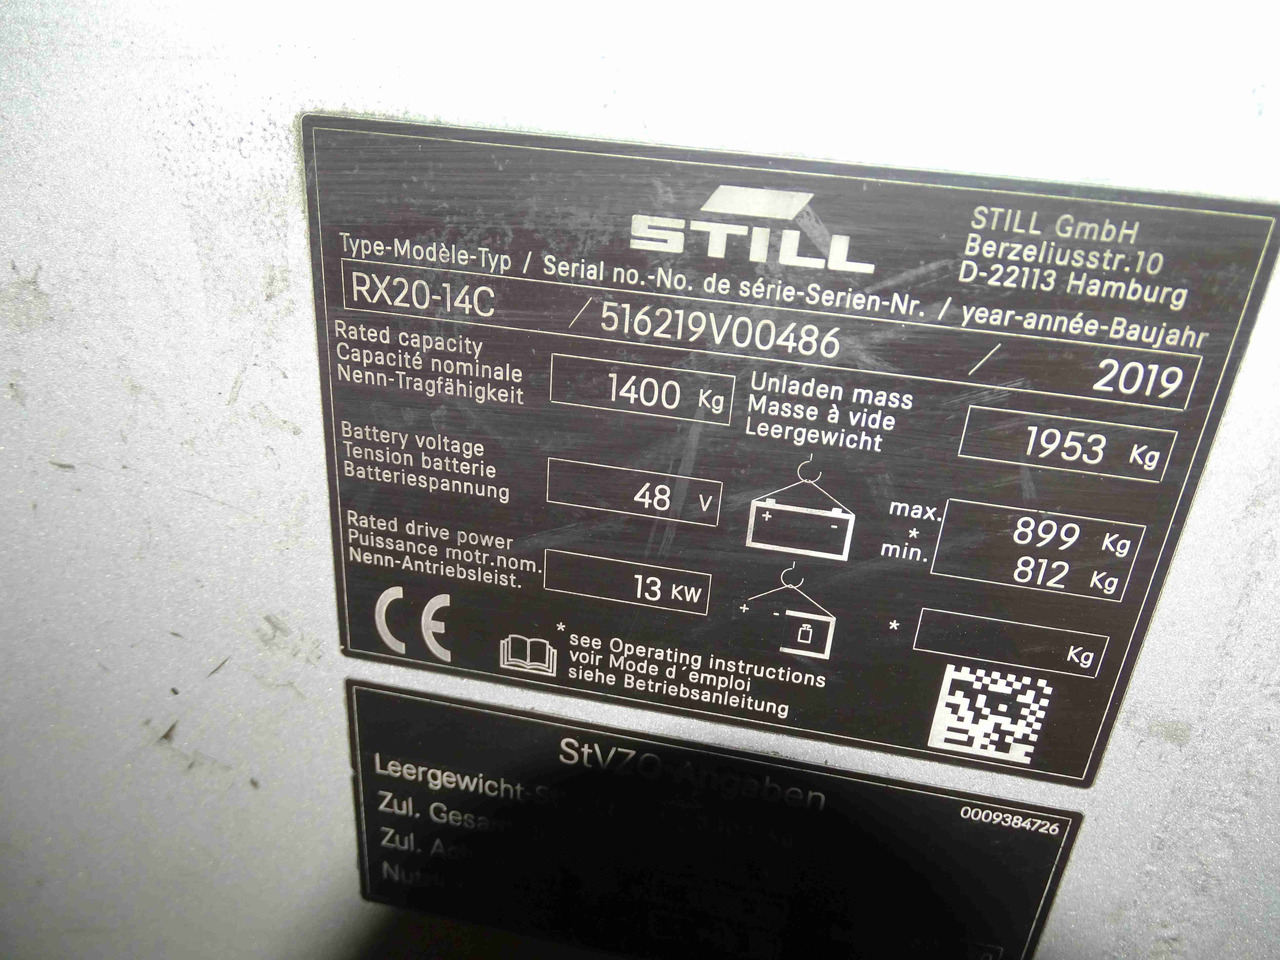 STILL
STILL GmbH
Berzeliusstr.10
D-22113 Hamburg
Type-Modèle-Typ / Serial no.-No. de série-Serien-Nr. / year-année-Baujahr
RX20-14C / 516219V00486 / 2019
Rated capacity
Capacité nominale
Nenn-Tragfähigkeit
1400 Kg
Unladen mass
Masse à vide
Leergewicht
1953 Kg
Battery voltage
Tension batterie
Batteriespannung
48 V
+ -
max.
*
min.
899 Kg
812 Kg
Rated drive power
Puissance motr.nom.
Nenn-Antriebsleist.
13 KW
+ -
* Kg
CE
* see Operating instructions
voir Mode d´emploi
siehe Betriebsanleitung
StVZO-Angaben
0009384726
Leergewicht-
Zul.
Zul.